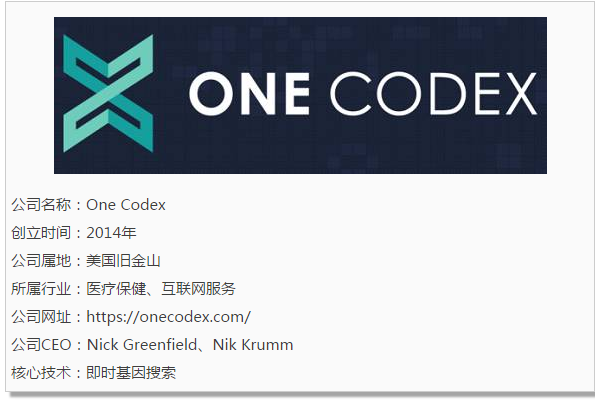 ONE CODEX
公司名称：One Codex
创立时间：2014年
公司属地：美国旧金山
所属行业：医疗保健、互联网服务
公司网址：https://onecodex.com/
公司CEO：Nick Greenfield、Nik Krumm
核心技术：即时基因搜索